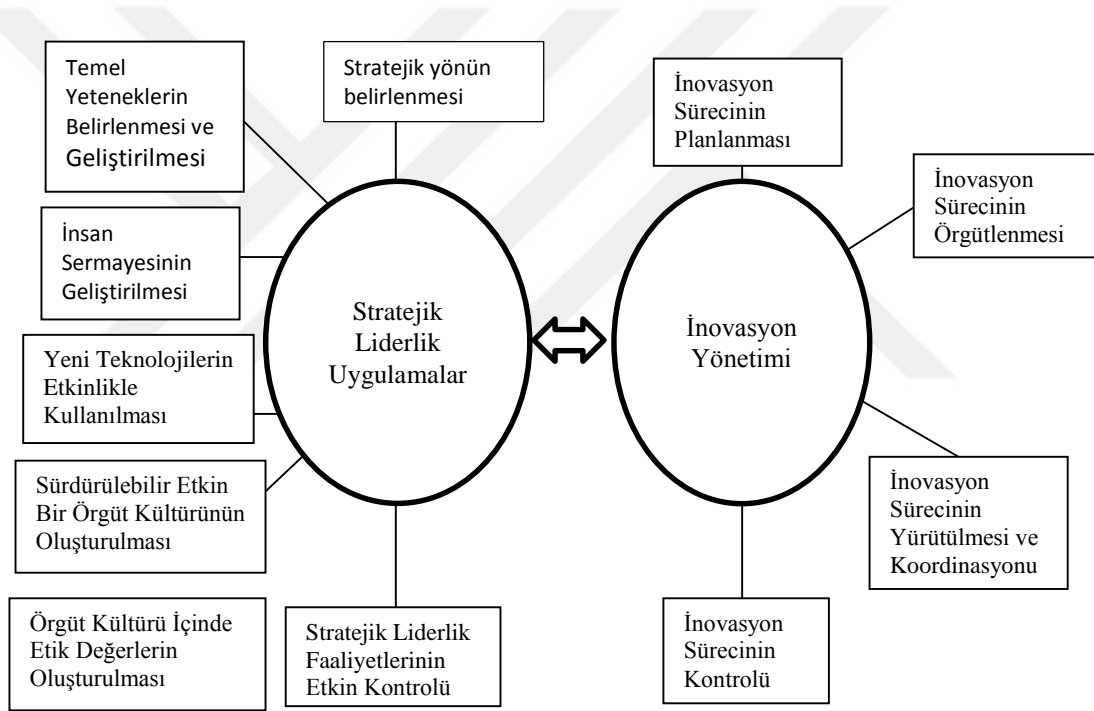 Temel
Yeteneklerin
Belirlenmesi ve
Geliştirilmesi
Stratejik yönün
belirlenmesi
İnsan
Sermayesinin
Geliştirilmesi
Yeni Teknolojilerin
Etkinlikle
Kullanılması
Sürdürülebilir Etkin
Bir Örgüt Kültürünün
Oluşturulması
Örgüt Kültürü İçinde
Etik Değerlerin
Oluşturulması
Stratejik Liderlik
Faaliyetlerinin
Etkin Kontrolü
Stratejik
Liderlik
Uygulamalar
İnovasyon
Yönetimi
İnovasyon
Sürecinin
Planlanması
İnovasyon
Sürecinin
Örgütlenmesi
İnovasyon
Sürecinin
Yürütülmesi ve
Koordinasyonu
İnovasyon
Sürecinin
Kontrolü